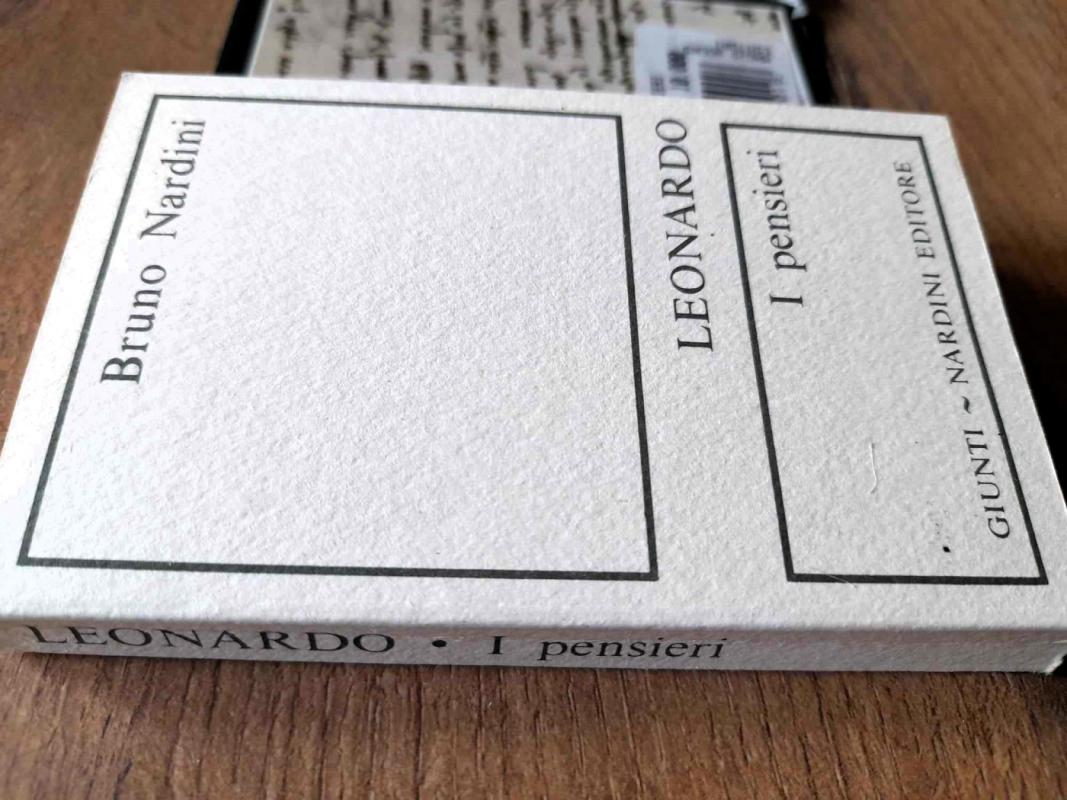 Bruno Nardini
LEONARDO
I pensieri
GIUNTI ~ NARDINI EDITORE
LEONARDO • I pensieri